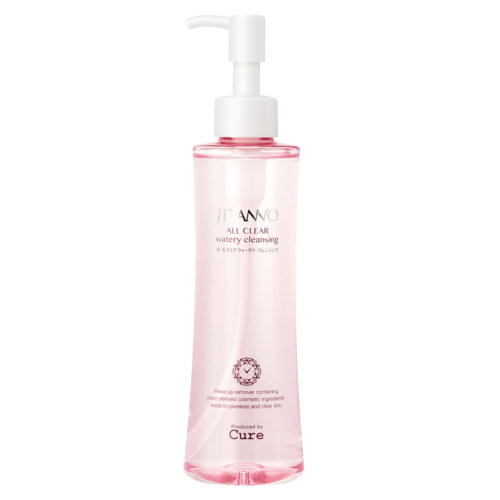 JITANNO
ALL CLEAR
watery cleansing
オールクリア ウォータリークレンジング
Make up remover containing
plant-derived cosmetic ingredients
leads to poreless and clear skin.
Produced by
Cure